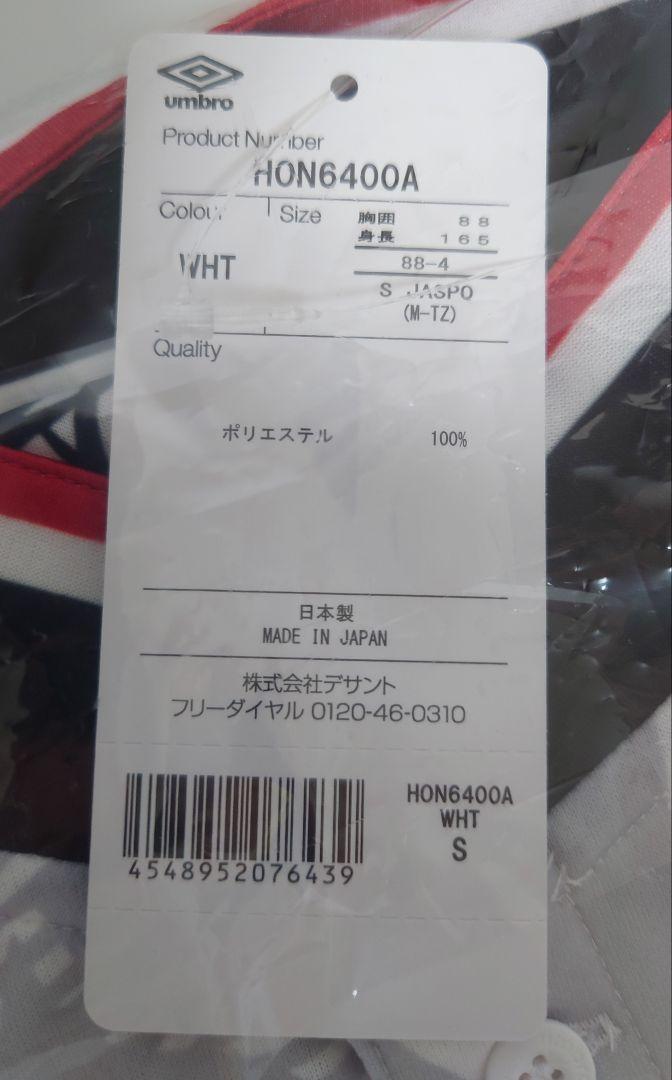 umbro
Product Number
HON6400A
Colour Size 胸囲 88
身長 165
WHT 88-4
S JASPO
(M-TZ)
Quality
ポリエステル 100%
日本製
MADE IN JAPAN
株式会社デサント
フリーダイヤル 0120-46-0310
HON6400A
WHT
S
4548952076439